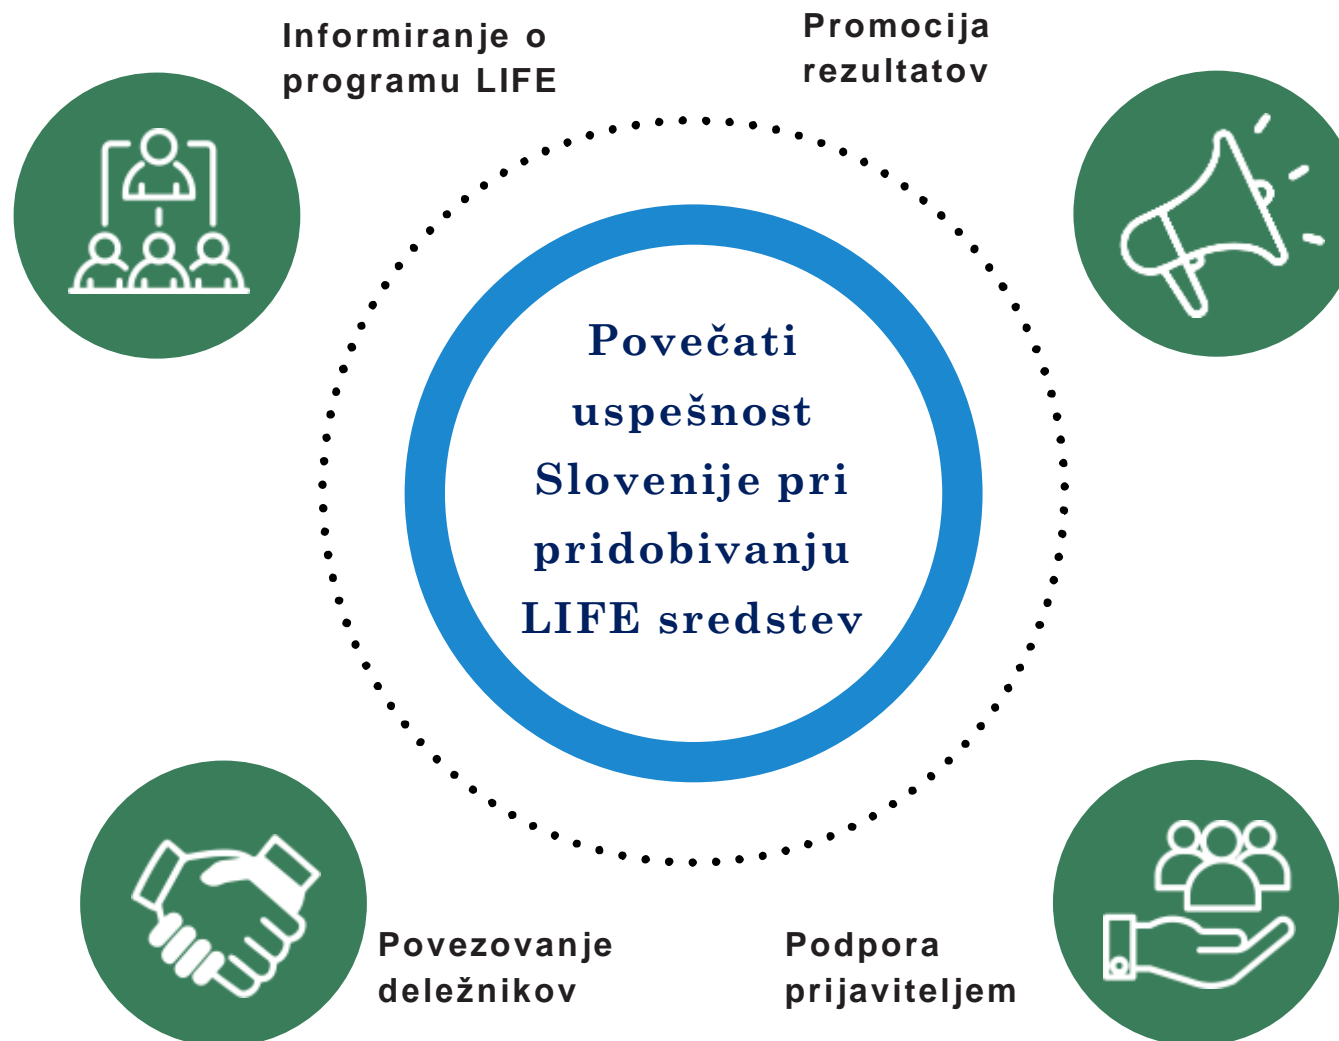 Informiranje o
programu LIFE
Promocija
rezultatov
Povečati
uspešnost
Slovenije pri
pridobivanju
LIFE sredstev
Povezovanje
deležnikov
Podpora
prijaviteljem